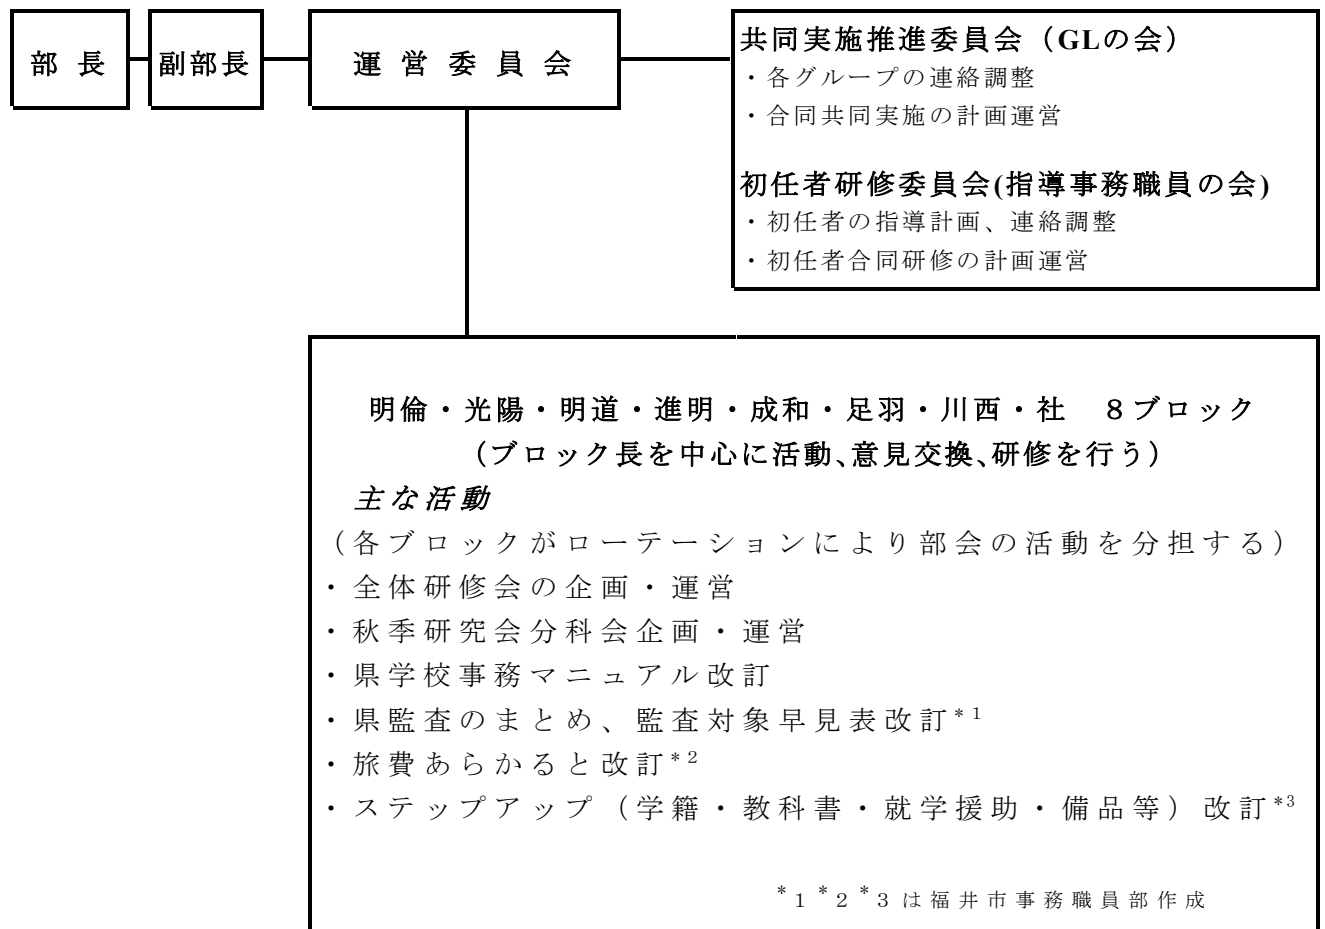 部長
副部長
運営委員会
共同実施推進委員会（GLの会）
・各グループの連絡調整
・合同共同実施の計画運営
初任者研修委員会(指導事務職員の会)
・初任者の指導計画、連絡調整
・初任者合同研修の計画運営
明倫・光陽・明道・進明・成和・足羽・川西・社　８ブロック
（ブロック長を中心に活動、意見交換、研修を行う）
主な活動
（各ブロックがローテーションにより部会の活動を分担する）
・全体研修会の企画・運営
・秋季研究会分科会企画・運営
・県学校事務マニュアル改訂
・県監査のまとめ、監査対象早見表改訂*1
・旅費あらかると改訂*2
・ステップアップ（学籍・教科書・就学援助・備品等）改訂*3
*1 *2 *3は福井市事務職員部作成